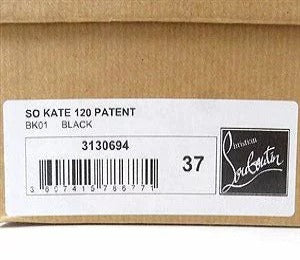 SO KATE 120 PATENT
BK01 BLACK
3130694
37
Christian
Louboutin